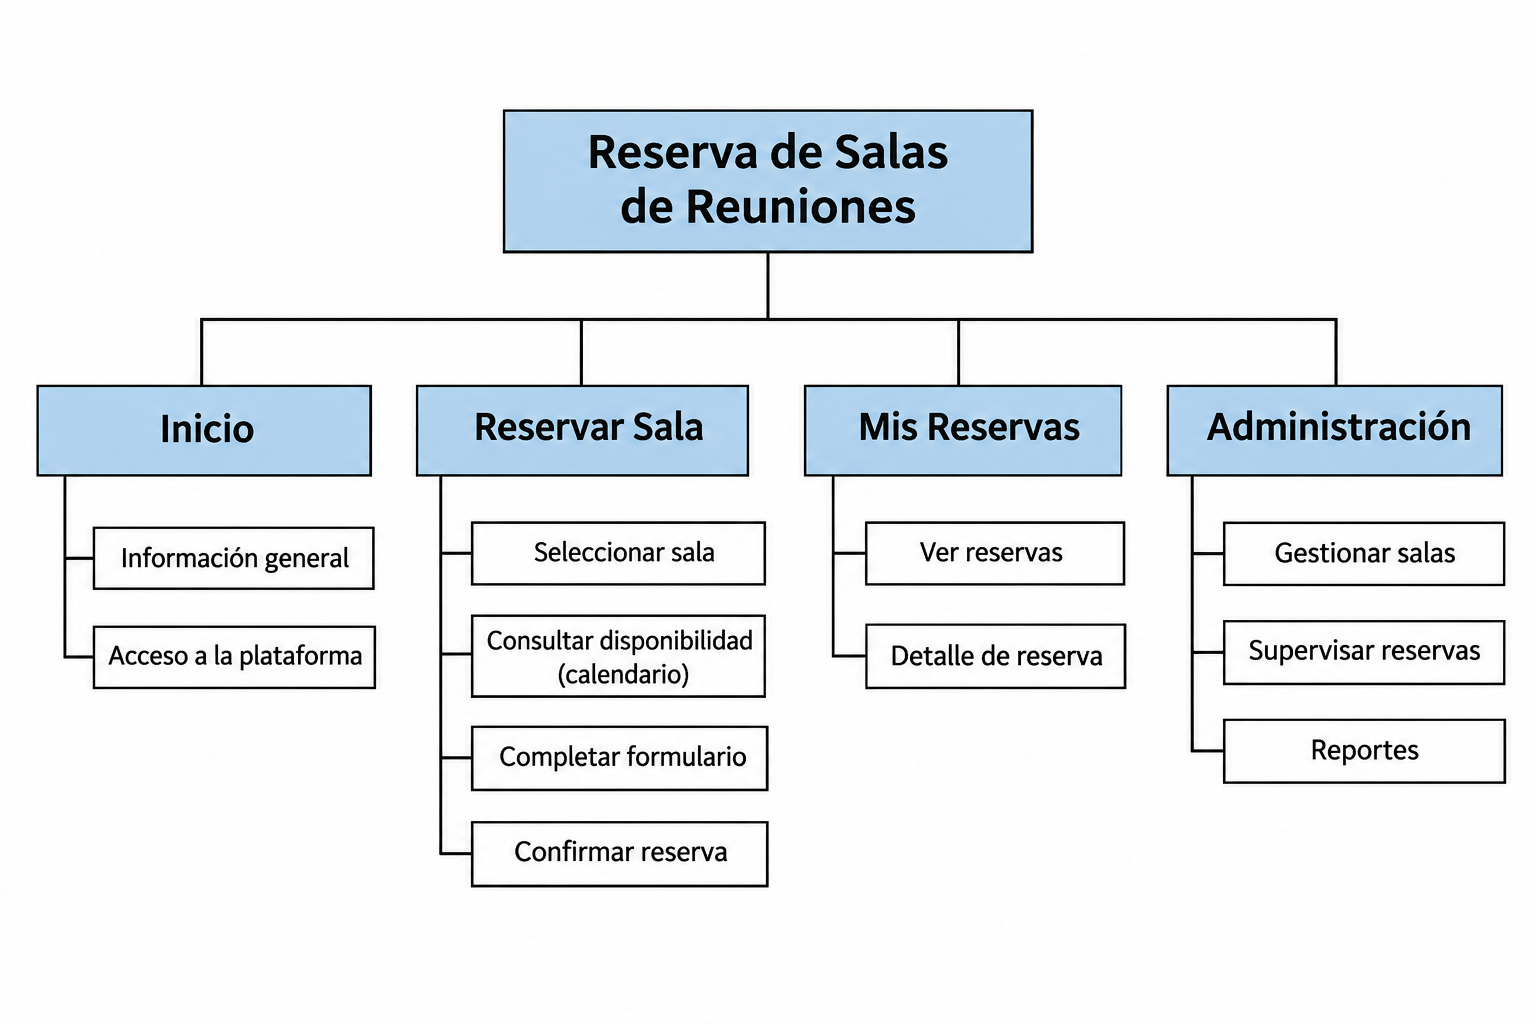 Reserva de Salas
de Reuniones
Inicio
Reservar Sala
Mis Reservas
Administración
Información general
Acceso a la plataforma
Seleccionar sala
Consultar disponibilidad
(calendario)
Completar formulario
Confirmar reserva
Ver reservas
Detalle de reserva
Gestionar salas
Supervisar reservas
Reportes